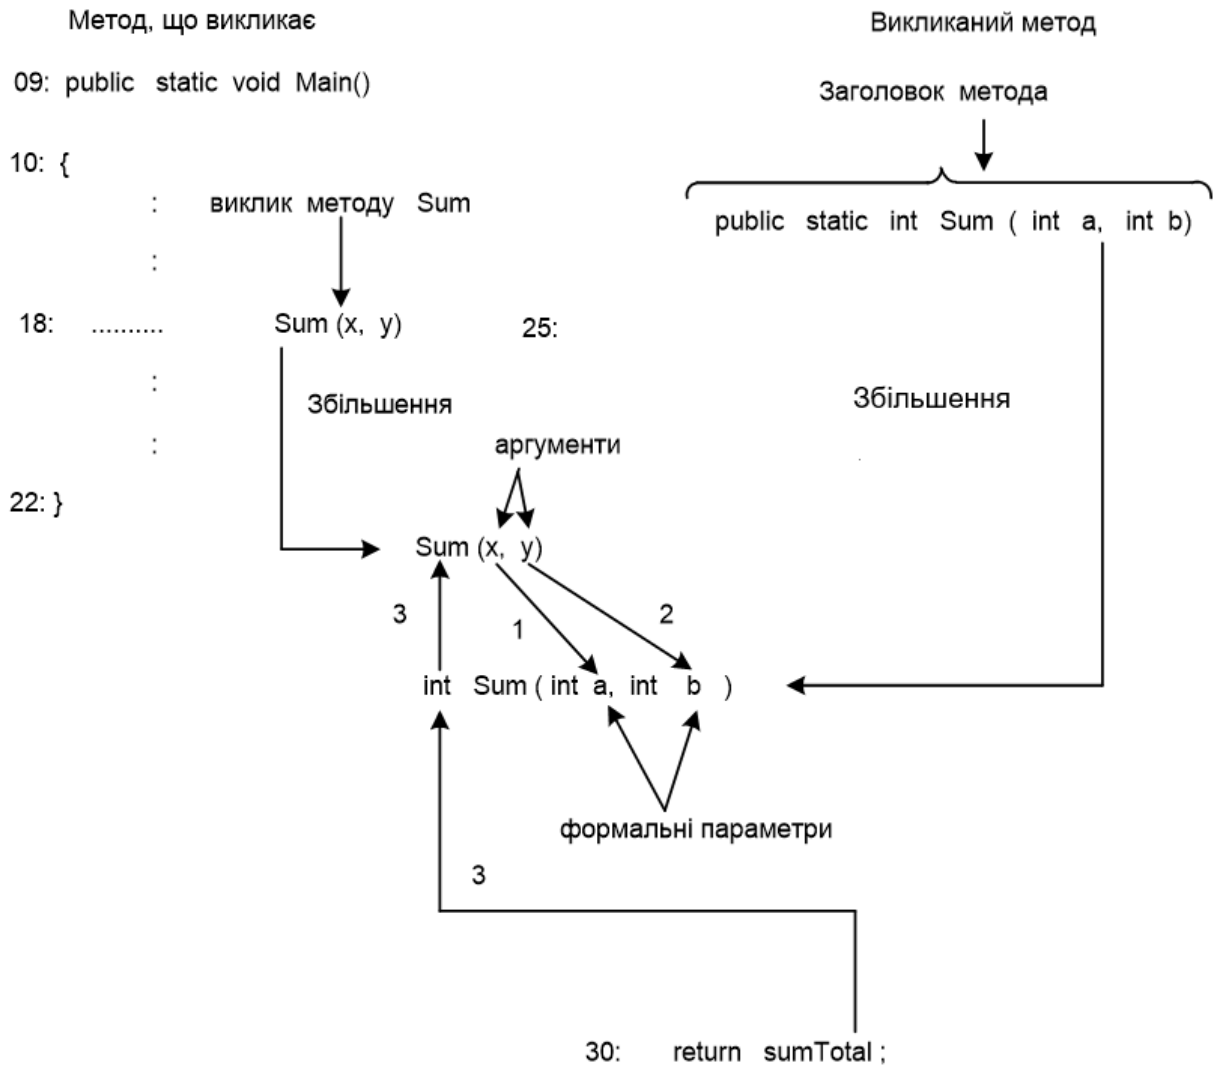 Метод, що викликає
Викликаний метод
09: public static void Main()
Заголовок метода
10: {
: виклик методу Sum
public static int Sum ( int a, int b)
:
18: .......... Sum (x, y)
25:
:
Збільшення
Збільшення
:
аргументи
22: }
Sum (x, y)
3
1
2
int Sum ( int a, int b )
формальні параметри
3
30: return sumTotal ;